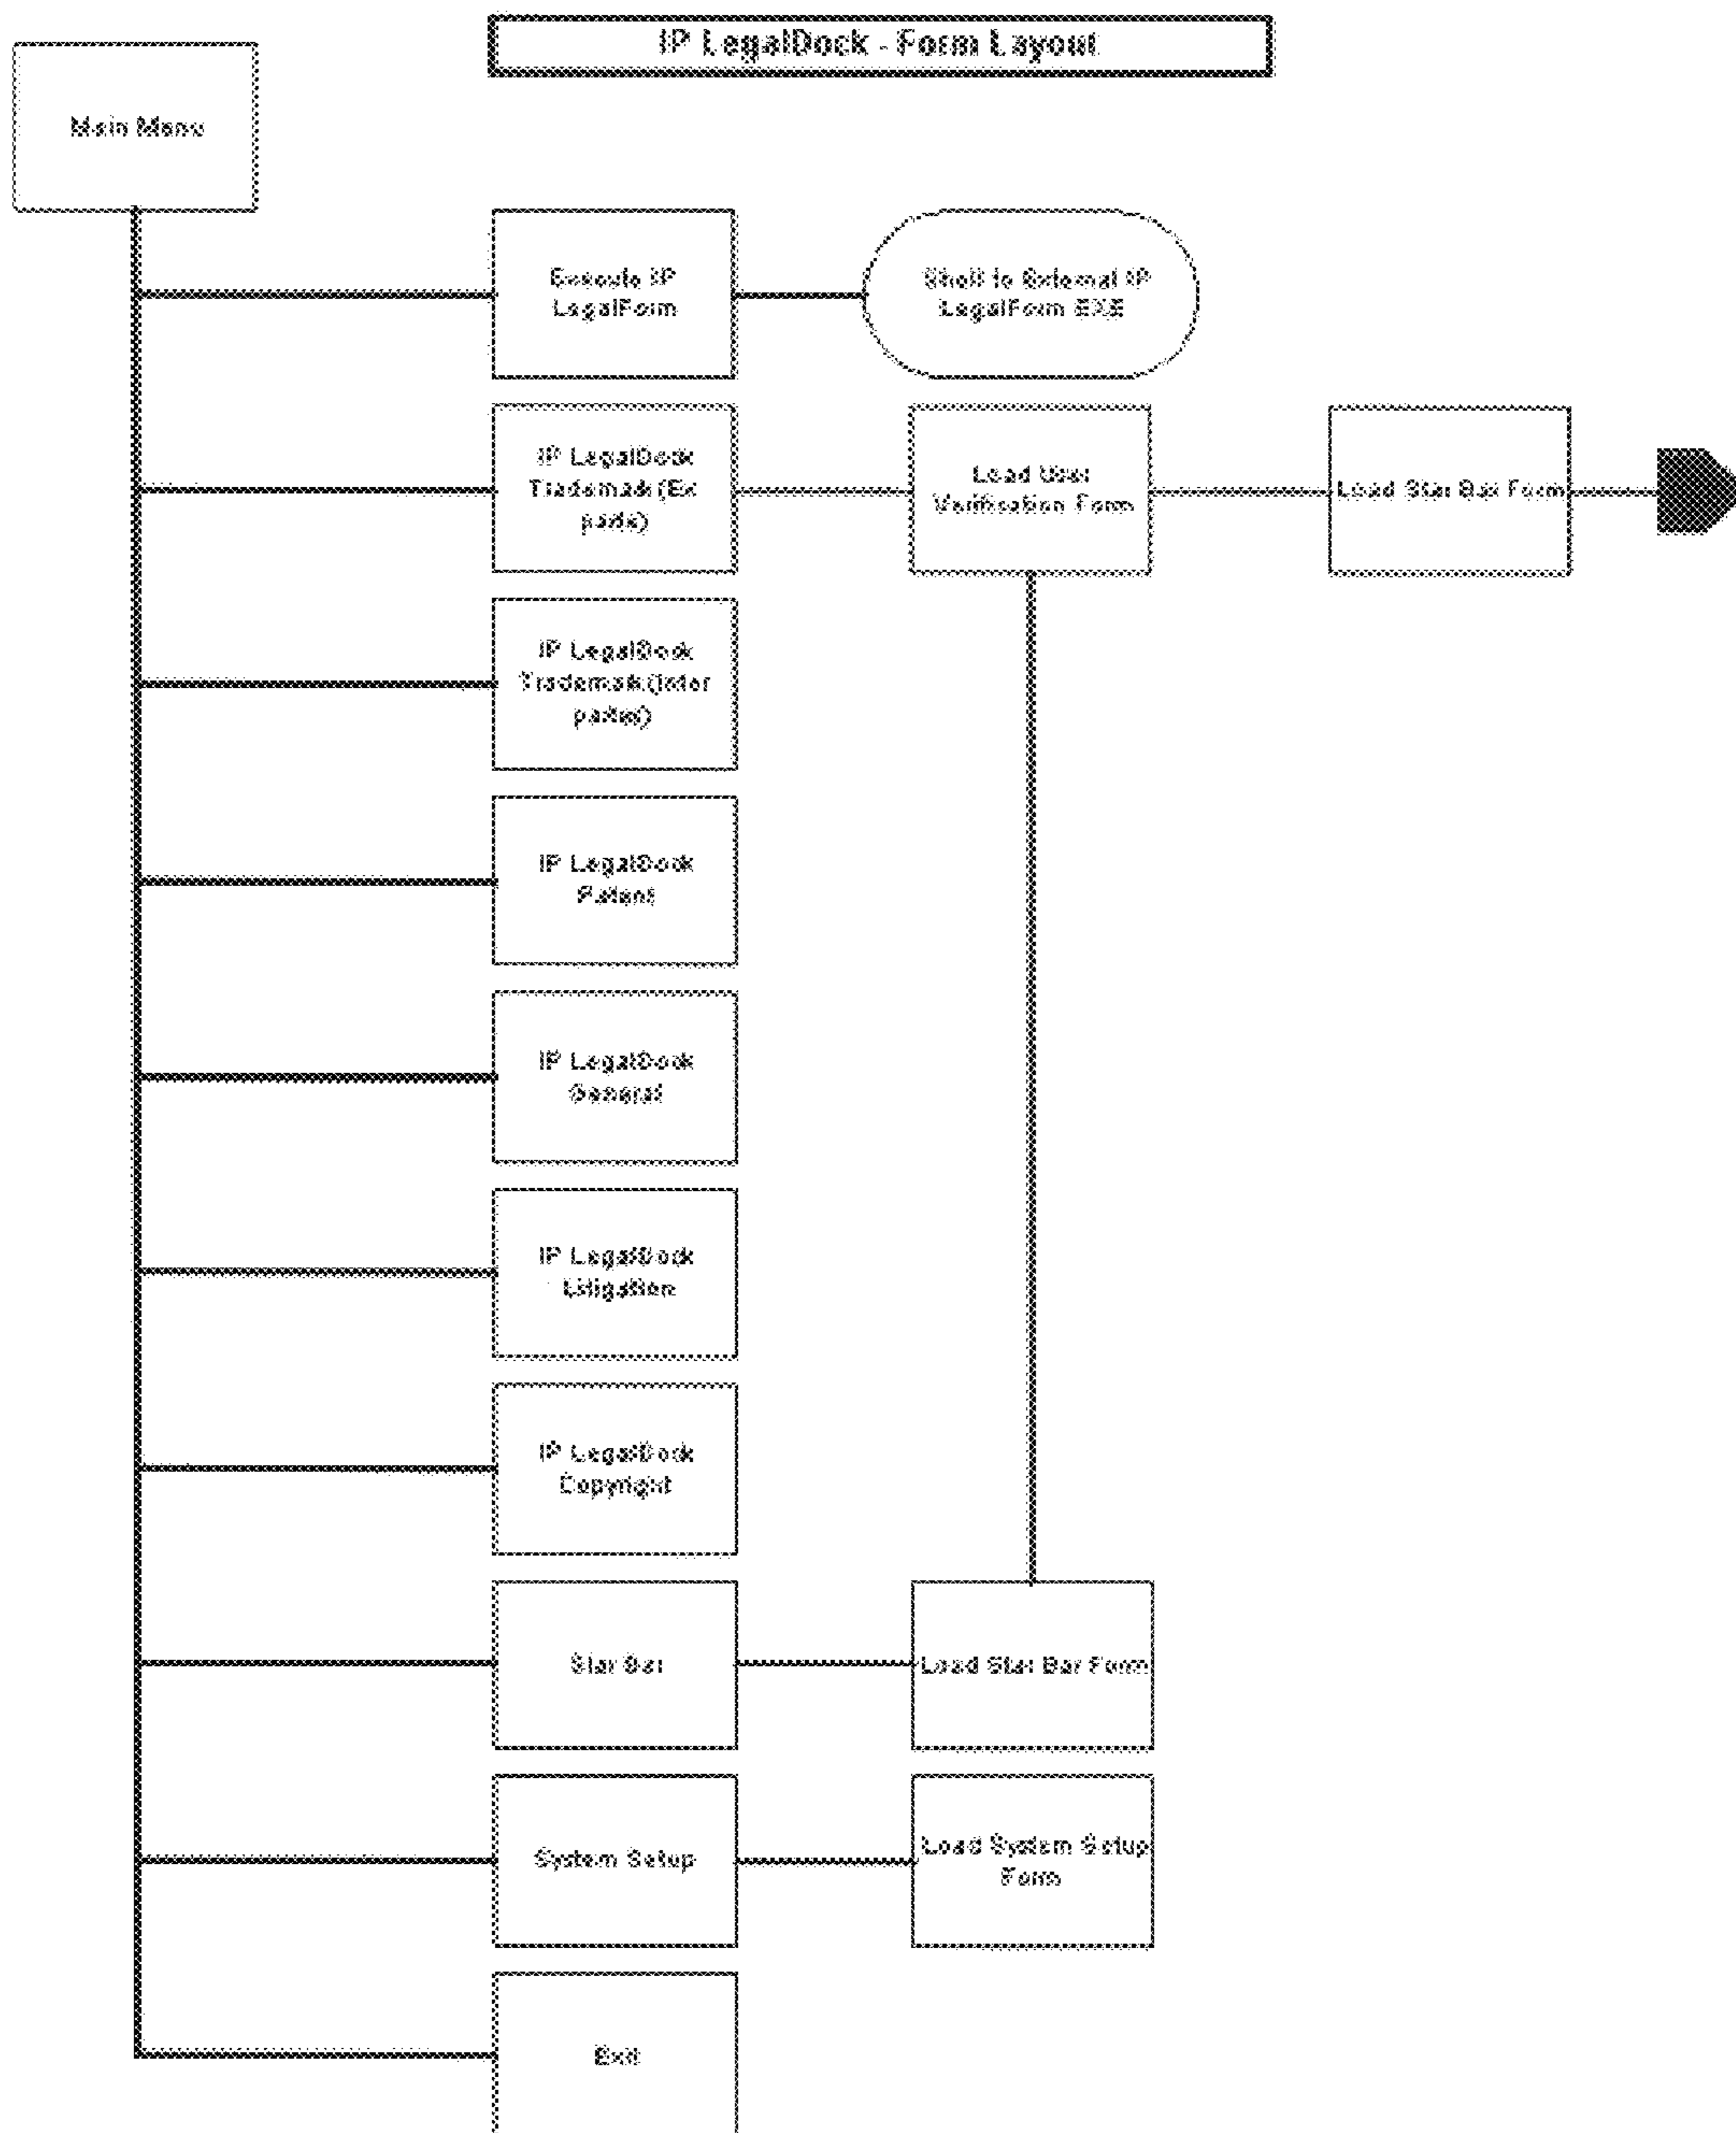 IP LegalDock - Form Layout
Main Menu
Execute IP
LegalForm
Shell to External IP
LegalForm EXE
IP LegalDock
Trademark (Ex
parte)
Load User
Verification Form
Load Star Bar Form
IP LegalDock
Trademark (Inter
partes)
IP LegalDock
Patent
IP LegalDock
General
IP LegalDock
Litigation
IP LegalDock
Copyright
Star Bar
Load Star Bar Form
System Setup
Load System Setup
Form
Exit